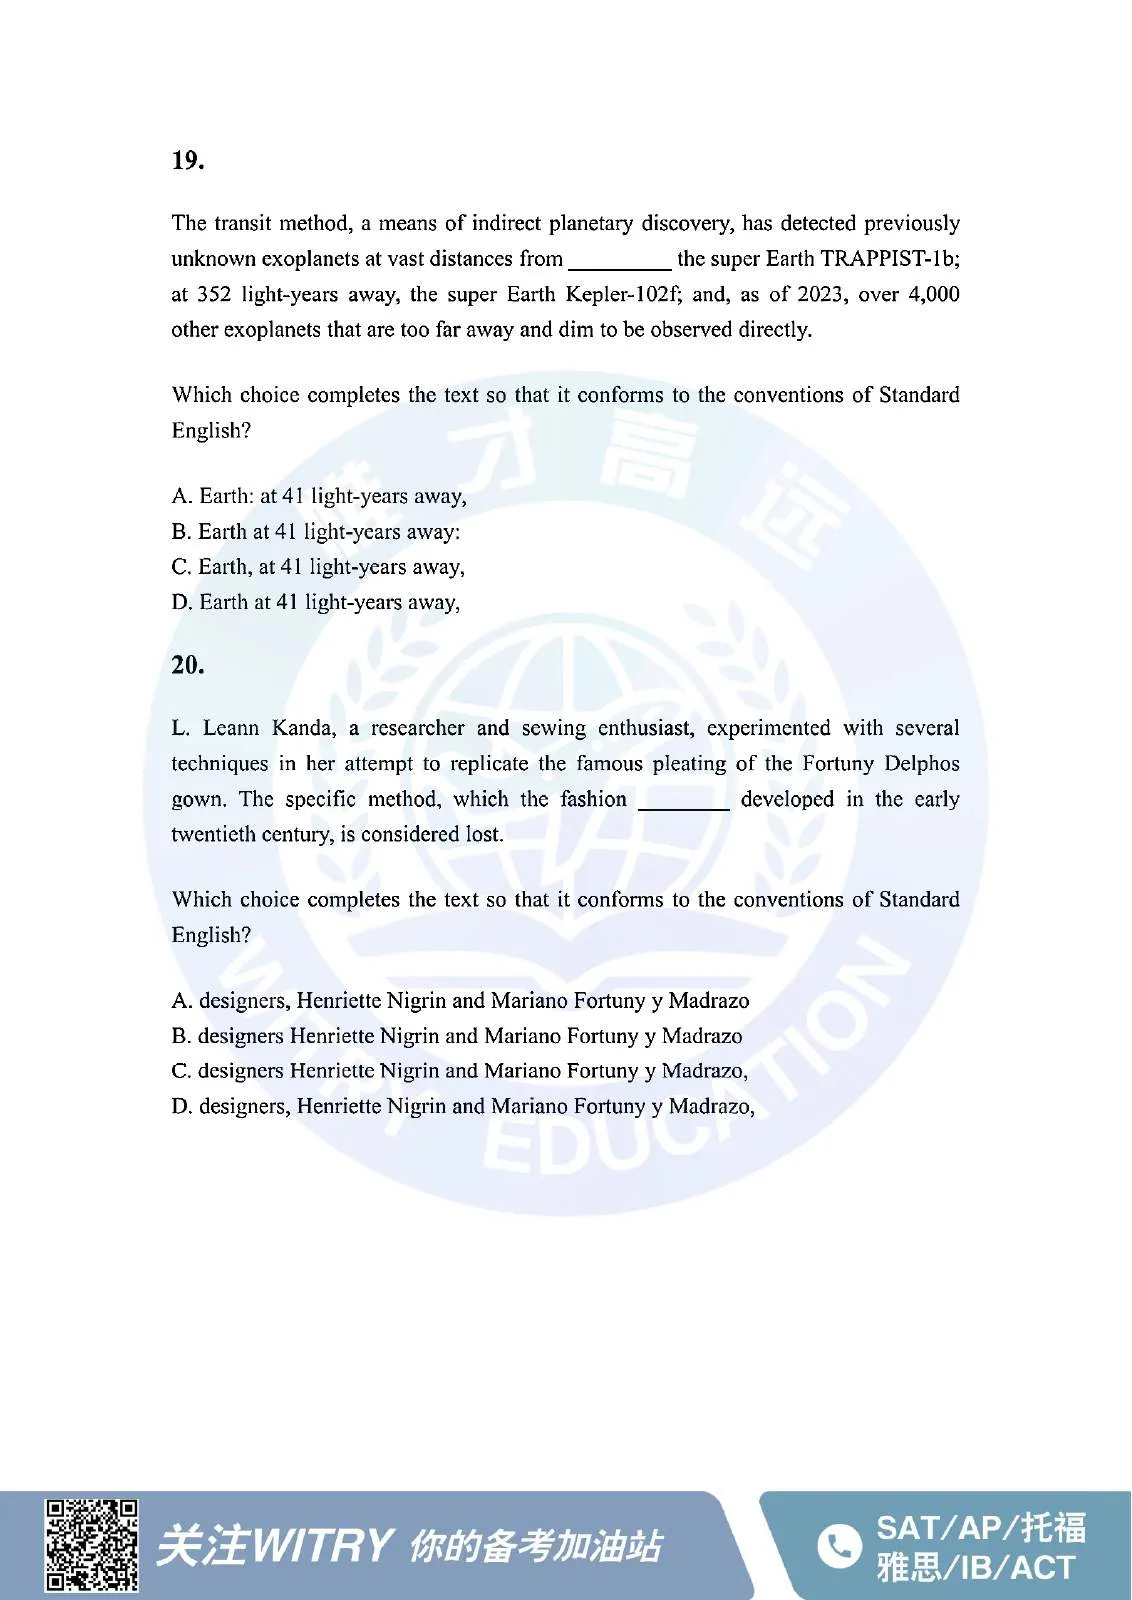 19.
The transit method, a means of indirect planetary discovery, has detected previously
unknown exoplanets at vast distances from _________ the super Earth TRAPPIST-1b;
at 352 light-years away, the super Earth Kepler-102f; and, as of 2023, over 4,000
other exoplanets that are too far away and dim to be observed directly.
Which choice completes the text so that it conforms to the conventions of Standard
English?
A. Earth: at 41 light-years away,
B. Earth at 41 light-years away:
C. Earth, at 41 light-years away,
D. Earth at 41 light-years away,
20.
L. Leann Kanda, a researcher and sewing enthusiast, experimented with several
techniques in her attempt to replicate the famous pleating of the Fortuny Delphos
gown. The specific method, which the fashion ________ developed in the early
twentieth century, is considered lost.
Which choice completes the text so that it conforms to the conventions of Standard
English?
A. designers, Henriette Nigrin and Mariano Fortuny y Madrazo
B. designers Henriette Nigrin and Mariano Fortuny y Madrazo
C. designers Henriette Nigrin and Mariano Fortuny y Madrazo,
D. designers, Henriette Nigrin and Mariano Fortuny y Madrazo,
才高远
WITRY EDUCATION
关注WITRY 你的备考加油站
SAT/AP/托福
雅思/IB/ACT